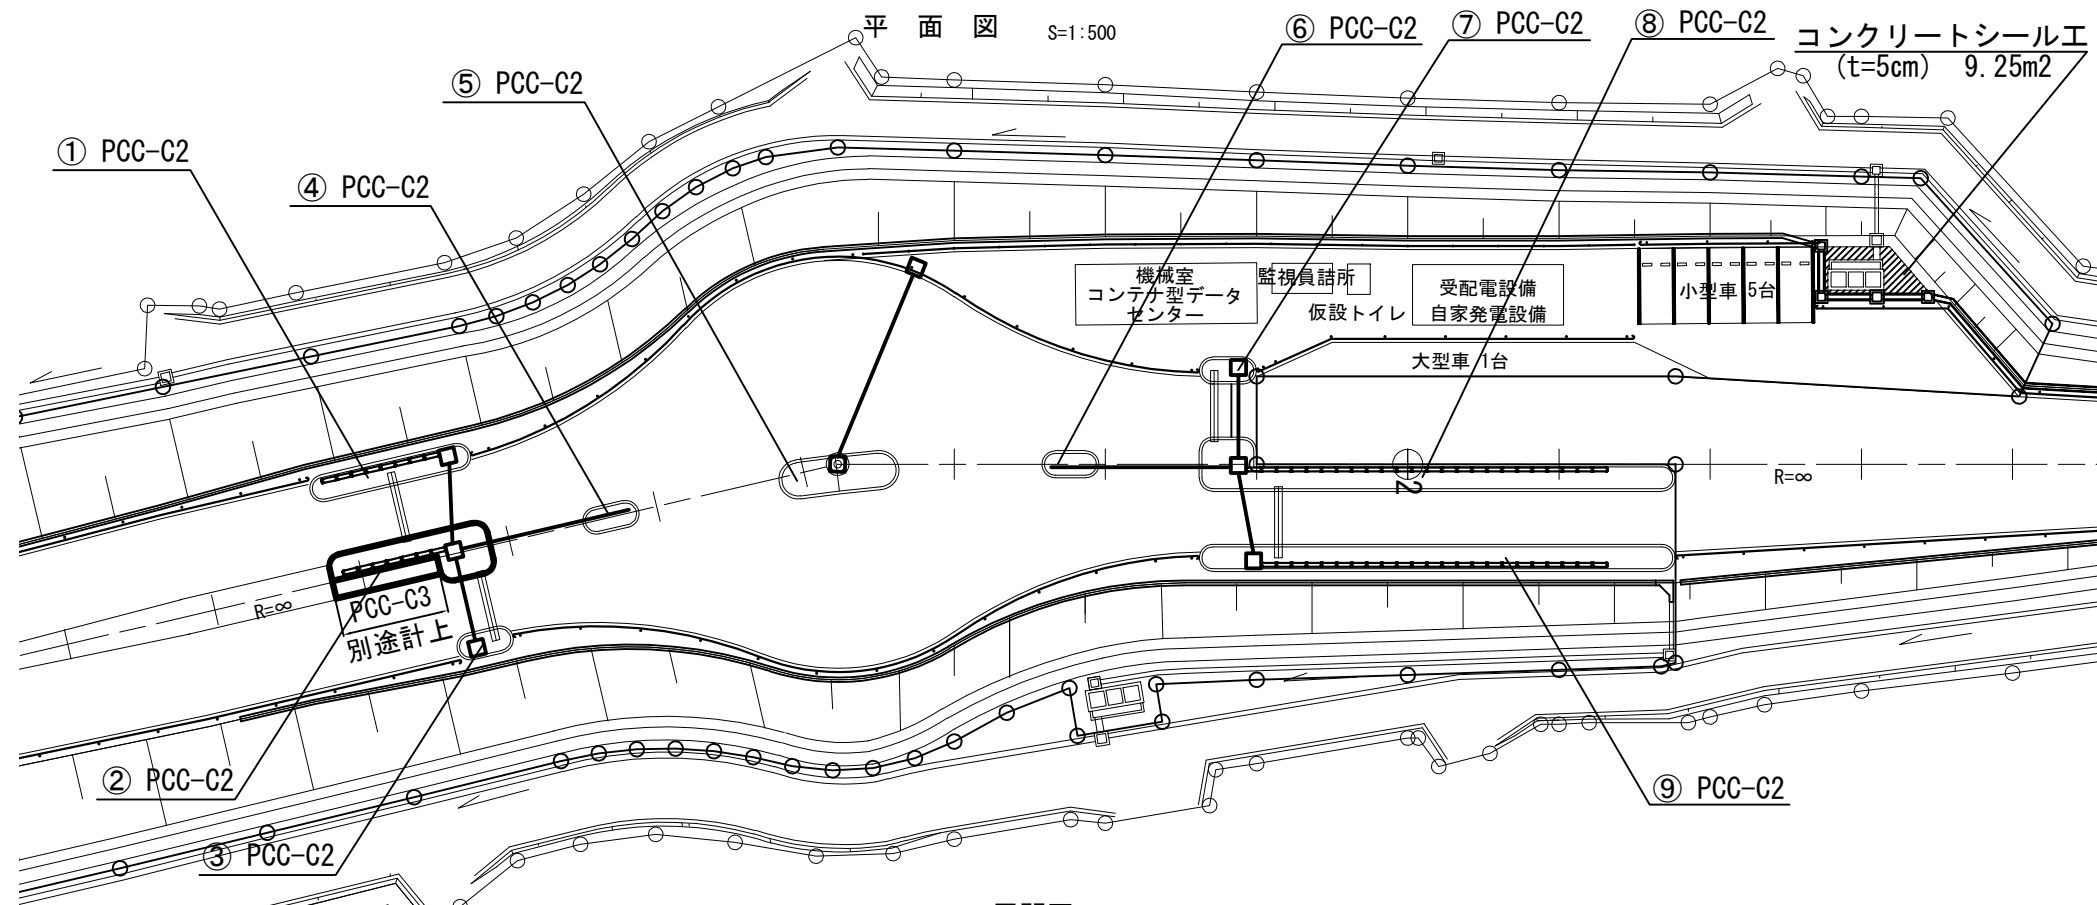 平 面 図 S=1:500
⑥ PCC-C2
⑦ PCC-C2
⑧ PCC-C2
コンクリートシール工
(t=5cm) 9.25m2
⑤ PCC-C2
① PCC-C2
④ PCC-C2
機械室
コンテナ型データ
センター
監視員詰所
仮設トイレ
受配電設備
自家発電設備
小型車 5台
大型車 1台
2
R=∞
R=∞
PCC-C3
別途計上
② PCC-C2
③ PCC-C2
⑨ PCC-C2